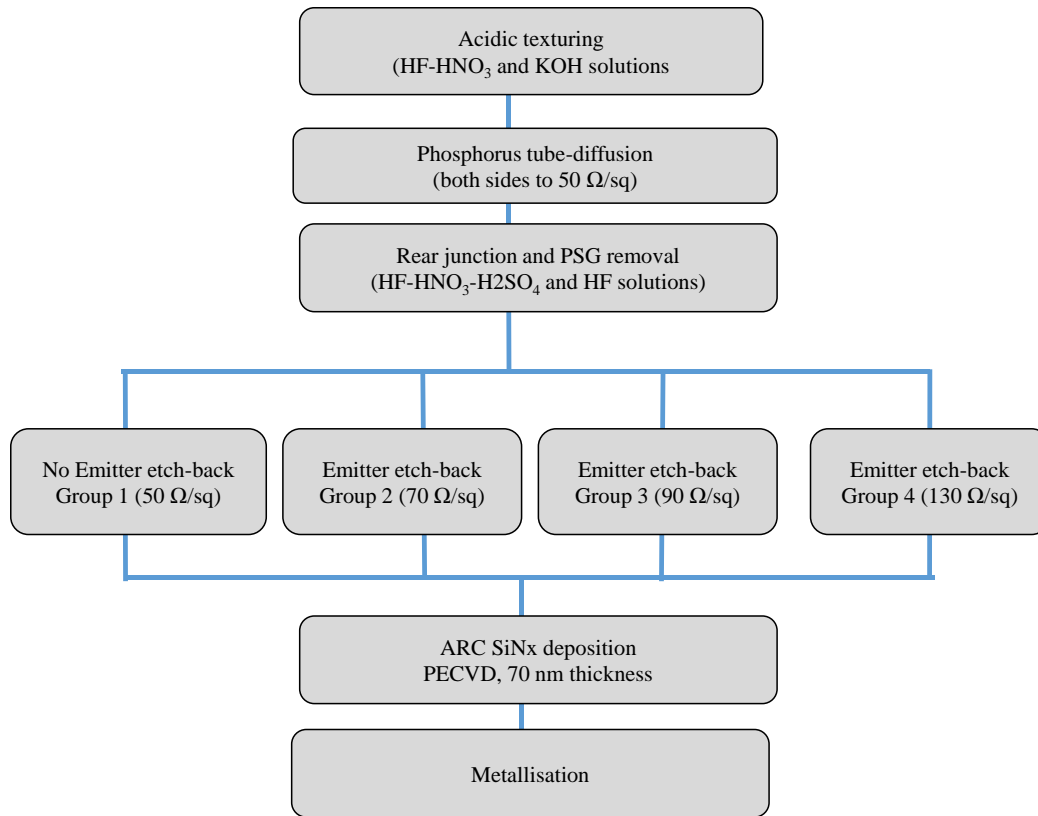 Acidic texturing
(HF-HNO₃ and KOH solutions
Phosphorus tube-diffusion
(both sides to 50 Ω/sq)
Rear junction and PSG removal
(HF-HNO₃-H2SO₄ and HF solutions)
No Emitter etch-back
Group 1 (50 Ω/sq)
Emitter etch-back
Group 2 (70 Ω/sq)
Emitter etch-back
Group 3 (90 Ω/sq)
Emitter etch-back
Group 4 (130 Ω/sq)
ARC SiNx deposition
PECVD, 70 nm thickness
Metallisation